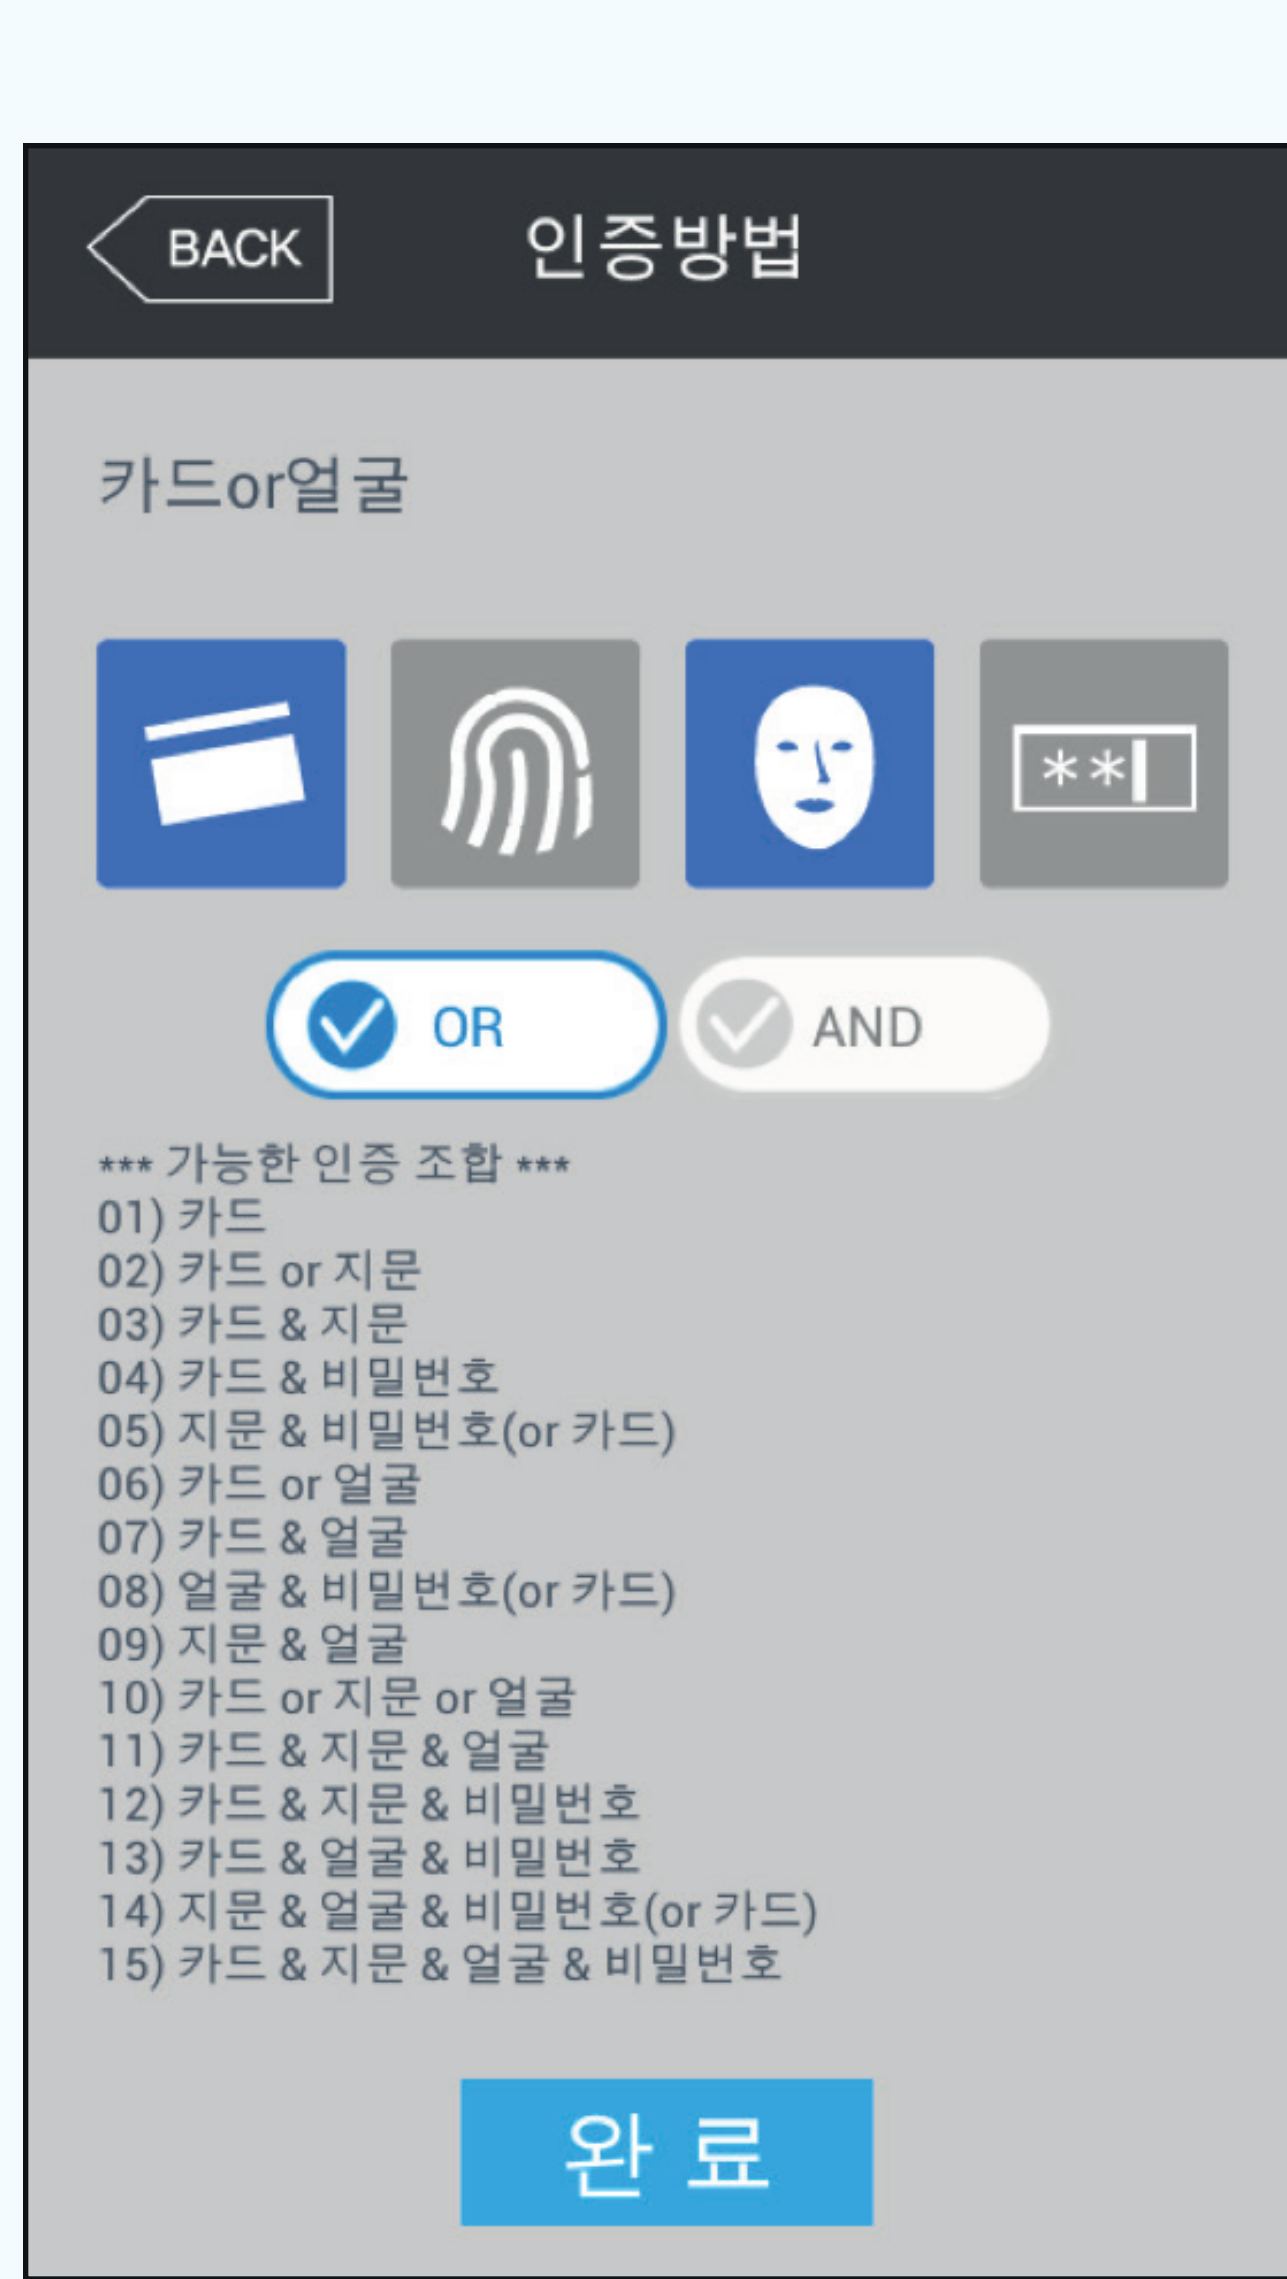 BACK 인증방법
카드or얼굴
**
OR AND
*** 가능한 인증 조합 ***
01) 카드
02) 카드 or 지문
03) 카드 & 지문
04) 카드 & 비밀번호
05) 지문 & 비밀번호(or 카드)
06) 카드 or 얼굴
07) 카드 & 얼굴
08) 얼굴 & 비밀번호(or 카드)
09) 지문 & 얼굴
10) 카드 or 지문 or 얼굴
11) 카드 & 지문 & 얼굴
12) 카드 & 지문 & 비밀번호
13) 카드 & 얼굴 & 비밀번호
14) 지문 & 얼굴 & 비밀번호(or 카드)
15) 카드 & 지문 & 얼굴 & 비밀번호
완 료